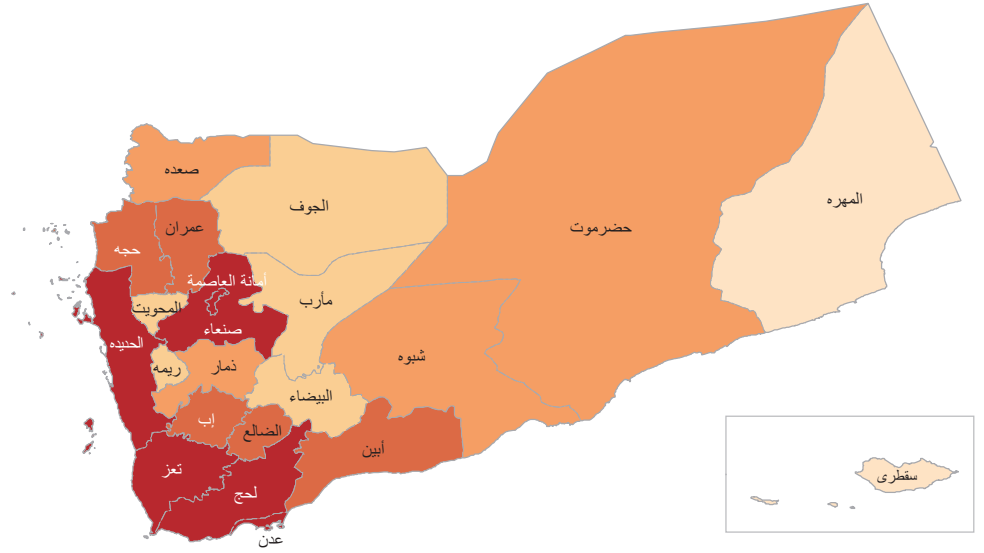 صعده
الجوف
المهره
حضرموت
عمران
حجه
أمانة العاصمة
مأرب
المحويت
صنعاء
الحديده
شبوه
ذمار
ريمه
البيضاء
إب
الضالع
أبين
تعز
لحج
سقطرى
عدن